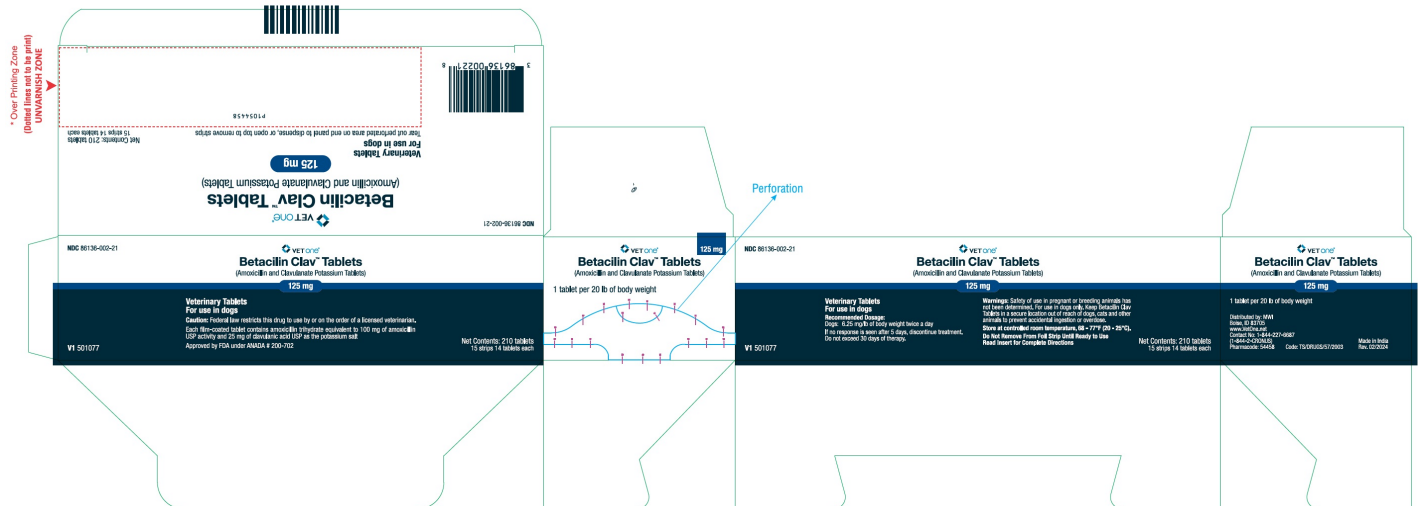 * Over Printing Zone
(Dotted lines not to be print)
UNVARNISH ZONE
3 86136 00221 8
P1054458
Tear out perforated area on end panel to dispense, or open top to remove strips
Net Contents: 210 tablets
15 strips 14 tablets each
Veterinary Tablets
For use in dogs
125 mg
(Amoxicillin and Clavulanate Potassium Tablets)
Betacilin Clav™ Tablets
VET one®
NDC 86136-002-21
Perforation
NDC 86136-002-21
VET one®
Betacilin Clav™ Tablets
(Amoxicillin and Clavulanate Potassium Tablets)
125 mg
Veterinary Tablets
For use in dogs
Caution: Federal law restricts this drug to use by or on the order of a licensed veterinarian.
Each film-coated tablet contains amoxicillin trihydrate equivalent to 100 mg of amoxicillin
USP activity and 25 mg of clavulanic acid USP as the potassium salt
Approved by FDA under ANADA # 200-702
V1 501077
Net Contents: 210 tablets
15 strips 14 tablets each
125 mg
VET one®
Betacilin Clav™ Tablets
(Amoxicillin and Clavulanate Potassium Tablets)
1 tablet per 20 lb of body weight
NDC 86136-002-21
VET one®
Betacilin Clav™ Tablets
(Amoxicillin and Clavulanate Potassium Tablets)
125 mg
Veterinary Tablets
For use in dogs
Recommended Dosage:
Dogs: 6.25 mg/lb of body weight twice a day
If no response is seen after 5 days, discontinue treatment.
Do not exceed 30 days of therapy.
V1 501077
Warnings: Safety of use in pregnant or breeding animals has
not been determined. For use in dogs only. Keep Betacilin Clav
Tablets in a secure location out of reach of dogs, cats and other
animals to prevent accidental ingestion or overdose.
Store at controlled room temperature, 68 - 77°F (20 - 25°C).
Do Not Remove From Foil Strip Until Ready to Use
Read Insert for Complete Directions
Net Contents: 210 tablets
15 strips 14 tablets each
VET one®
Betacilin Clav™ Tablets
(Amoxicillin and Clavulanate Potassium Tablets)
125 mg
1 tablet per 20 lb of body weight
Distributed by: MWI
Boise, ID 83705
www.VetOne.net
Contact No: 1-844-227-6687
(1-844-2-CRONUS)
Pharmacode: 54458
Code: TS/DRUGS/57/2003
Made in India
Rev. 02/2024